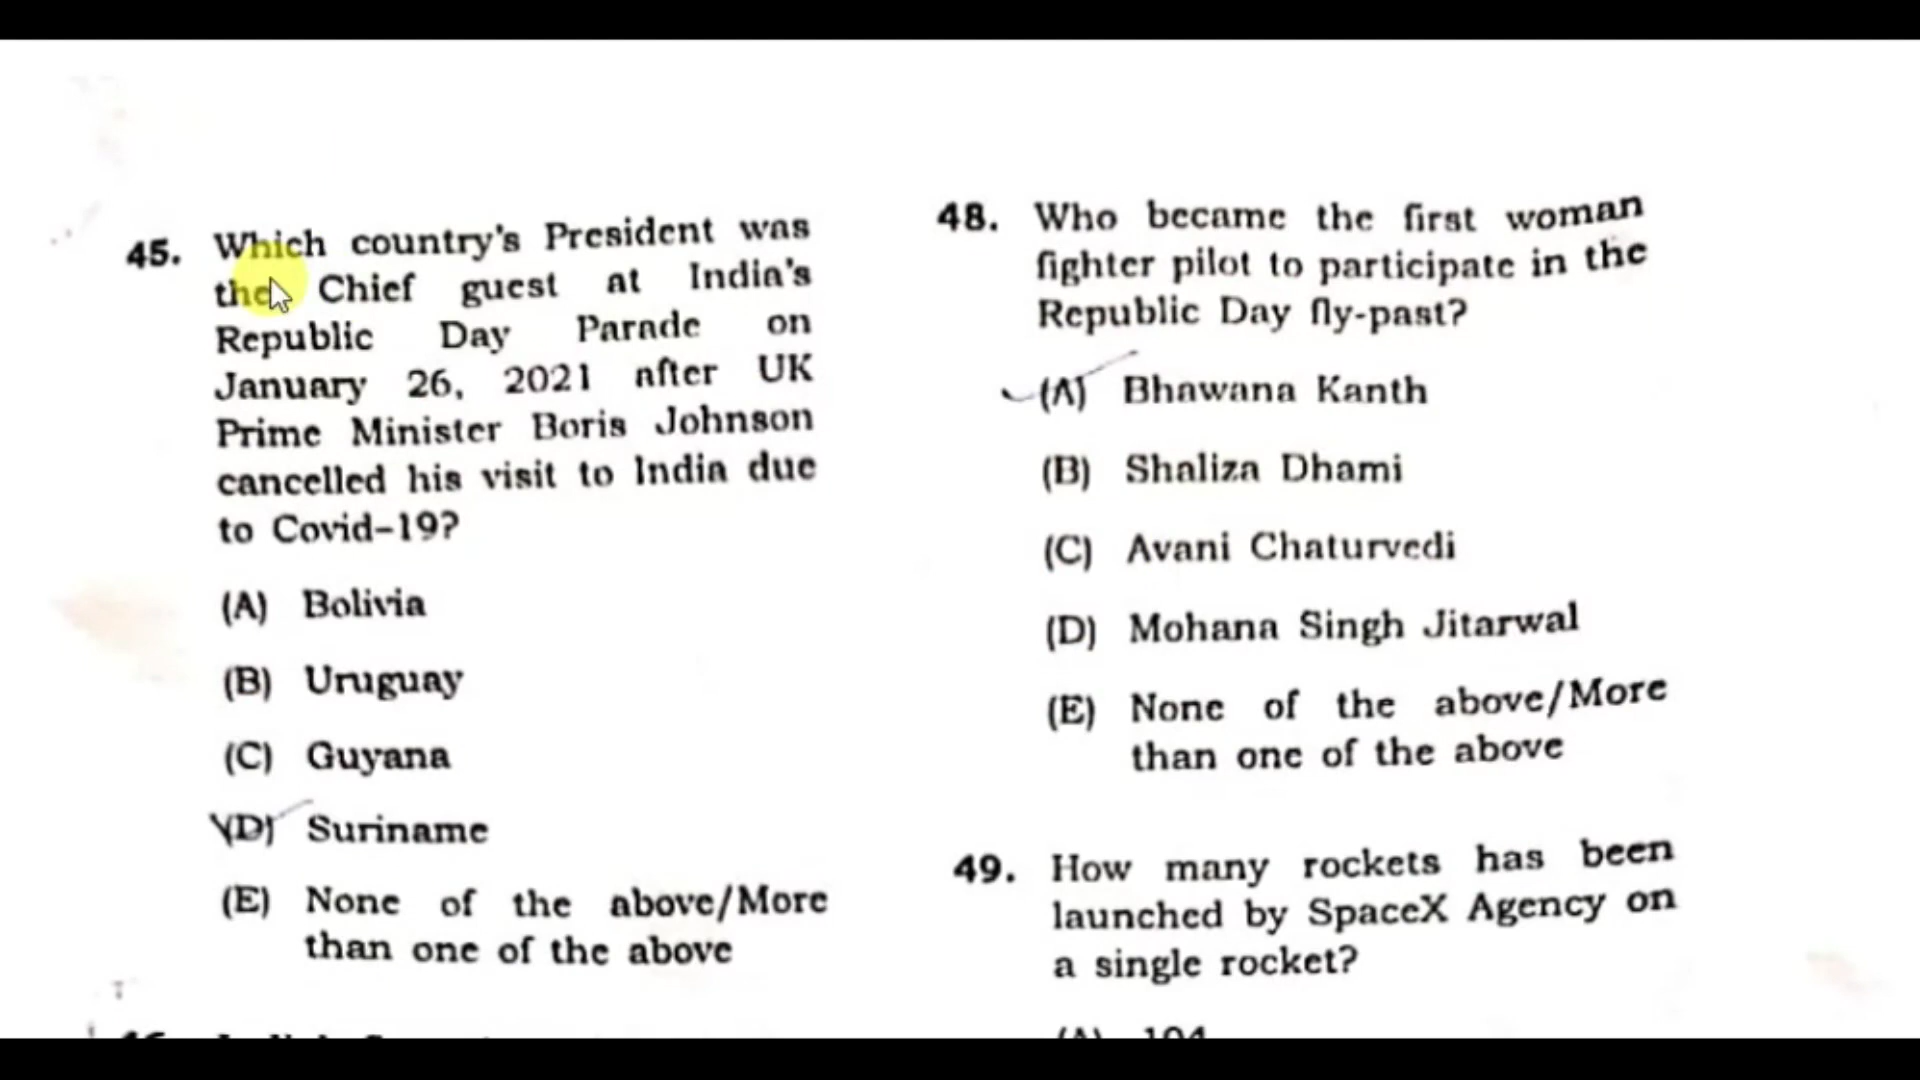 45. Which country's President was
the Chief guest at India's
Republic Day Parade on
January 26, 2021 after UK
Prime Minister Boris Johnson
cancelled his visit to India due
to Covid-19?
(A) Bolivia
(B) Uruguay
(C) Guyana
(D) Suriname
(E) None of the above/More
than one of the above
48. Who became the first woman
fighter pilot to participate in the
Republic Day fly-past?
(A) Bhawana Kanth
(B) Shaliza Dhami
(C) Avani Chaturvedi
(D) Mohana Singh Jitarwal
(E) None of the above/More
than one of the above
49. How many rockets has been
launched by SpaceX Agency on
a single rocket?
(A) 104